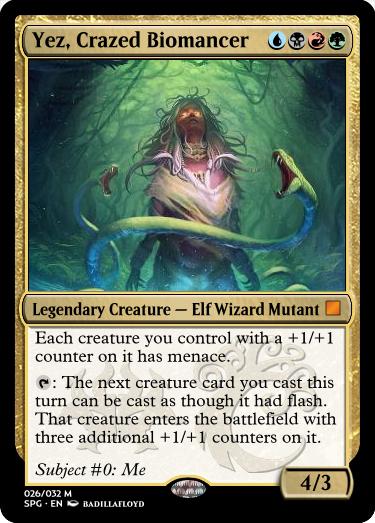 Yez, Crazed Biomancer
Legendary Creature — Elf Wizard Mutant
Each creature you control with a +1/+1
counter on it has menace.
: The next creature card you cast this
turn can be cast as though it had flash.
That creature enters the battlefield with
three additional +1/+1 counters on it.
Subject #0: Me
4/3
026/032 M
SPG • EN BADILLAFLOYD